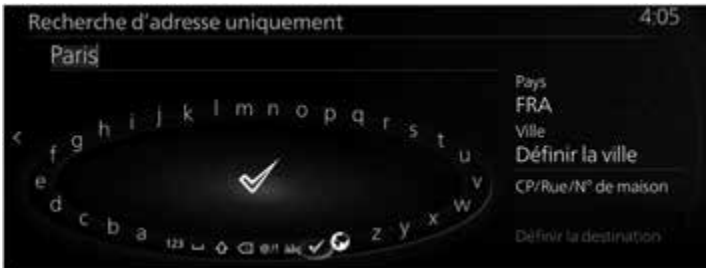 Recherche d'adresse uniquement 4:05
Paris
Pays
FRA
Ville
Définir la ville
CP/Rue/N° de maison
Définir la destination
< a b c d e f g h i j k l m n o p q r s t u v w x y z
123 @/! äbç